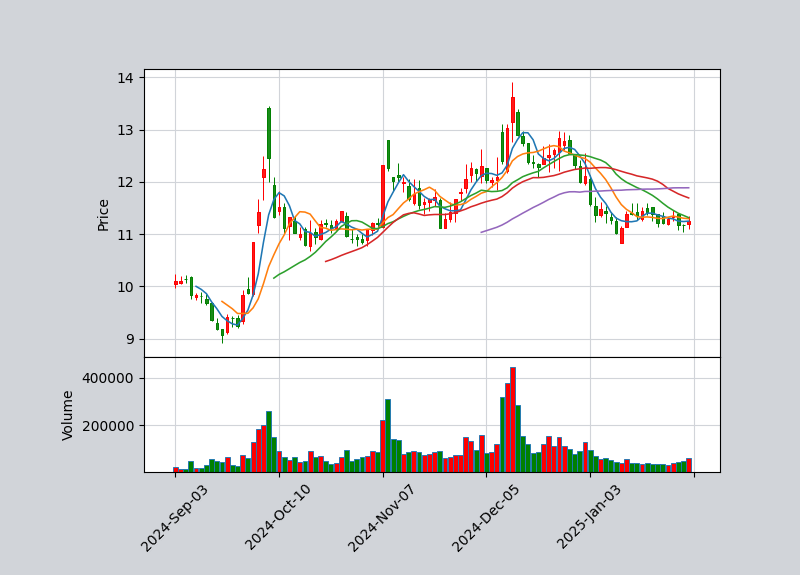 14
13
12
11
10
9
Price
400000
200000
Volume
2024-Sep-03
2024-Oct-10
2024-Nov-07
2024-Dec-05
2025-Jan-03